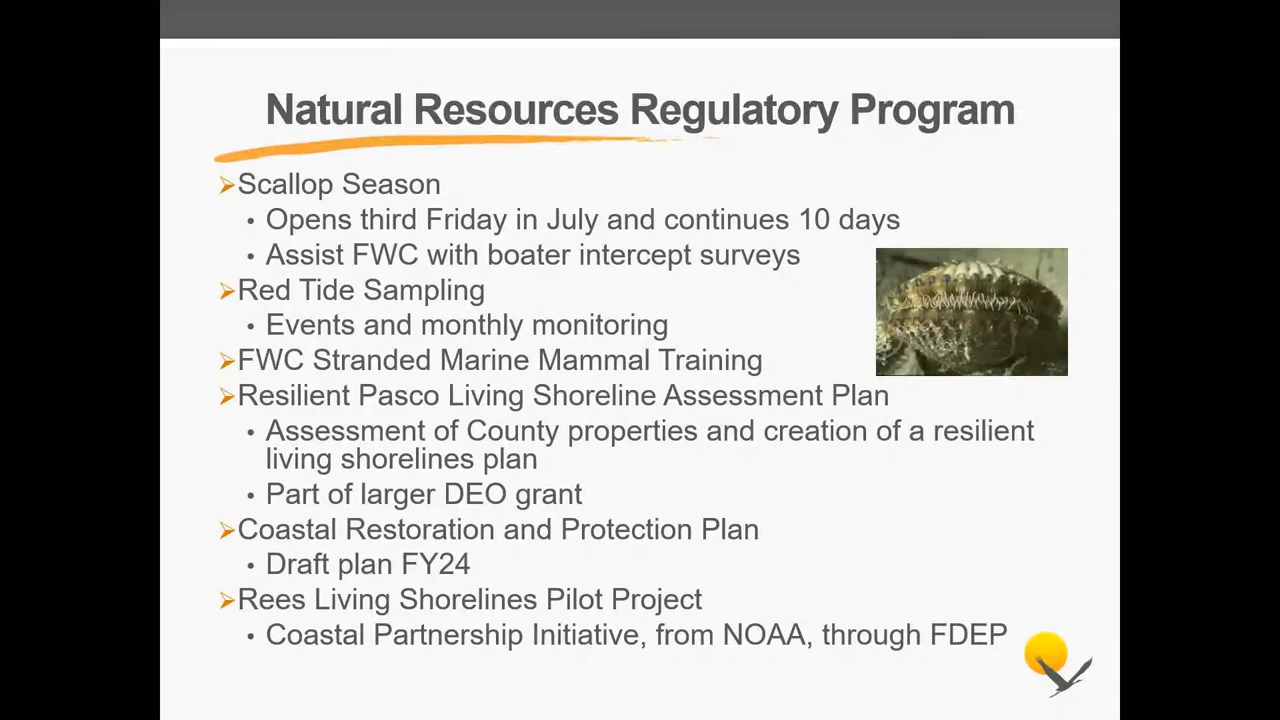 Natural Resources Regulatory Program
➢Scallop Season
• Opens third Friday in July and continues 10 days
• Assist FWC with boater intercept surveys
➢Red Tide Sampling
• Events and monthly monitoring
➢FWC Stranded Marine Mammal Training
➢Resilient Pasco Living Shoreline Assessment Plan
• Assessment of County properties and creation of a resilient
living shorelines plan
• Part of larger DEO grant
➢Coastal Restoration and Protection Plan
• Draft plan FY24
➢Rees Living Shorelines Pilot Project
• Coastal Partnership Initiative, from NOAA, through FDEP